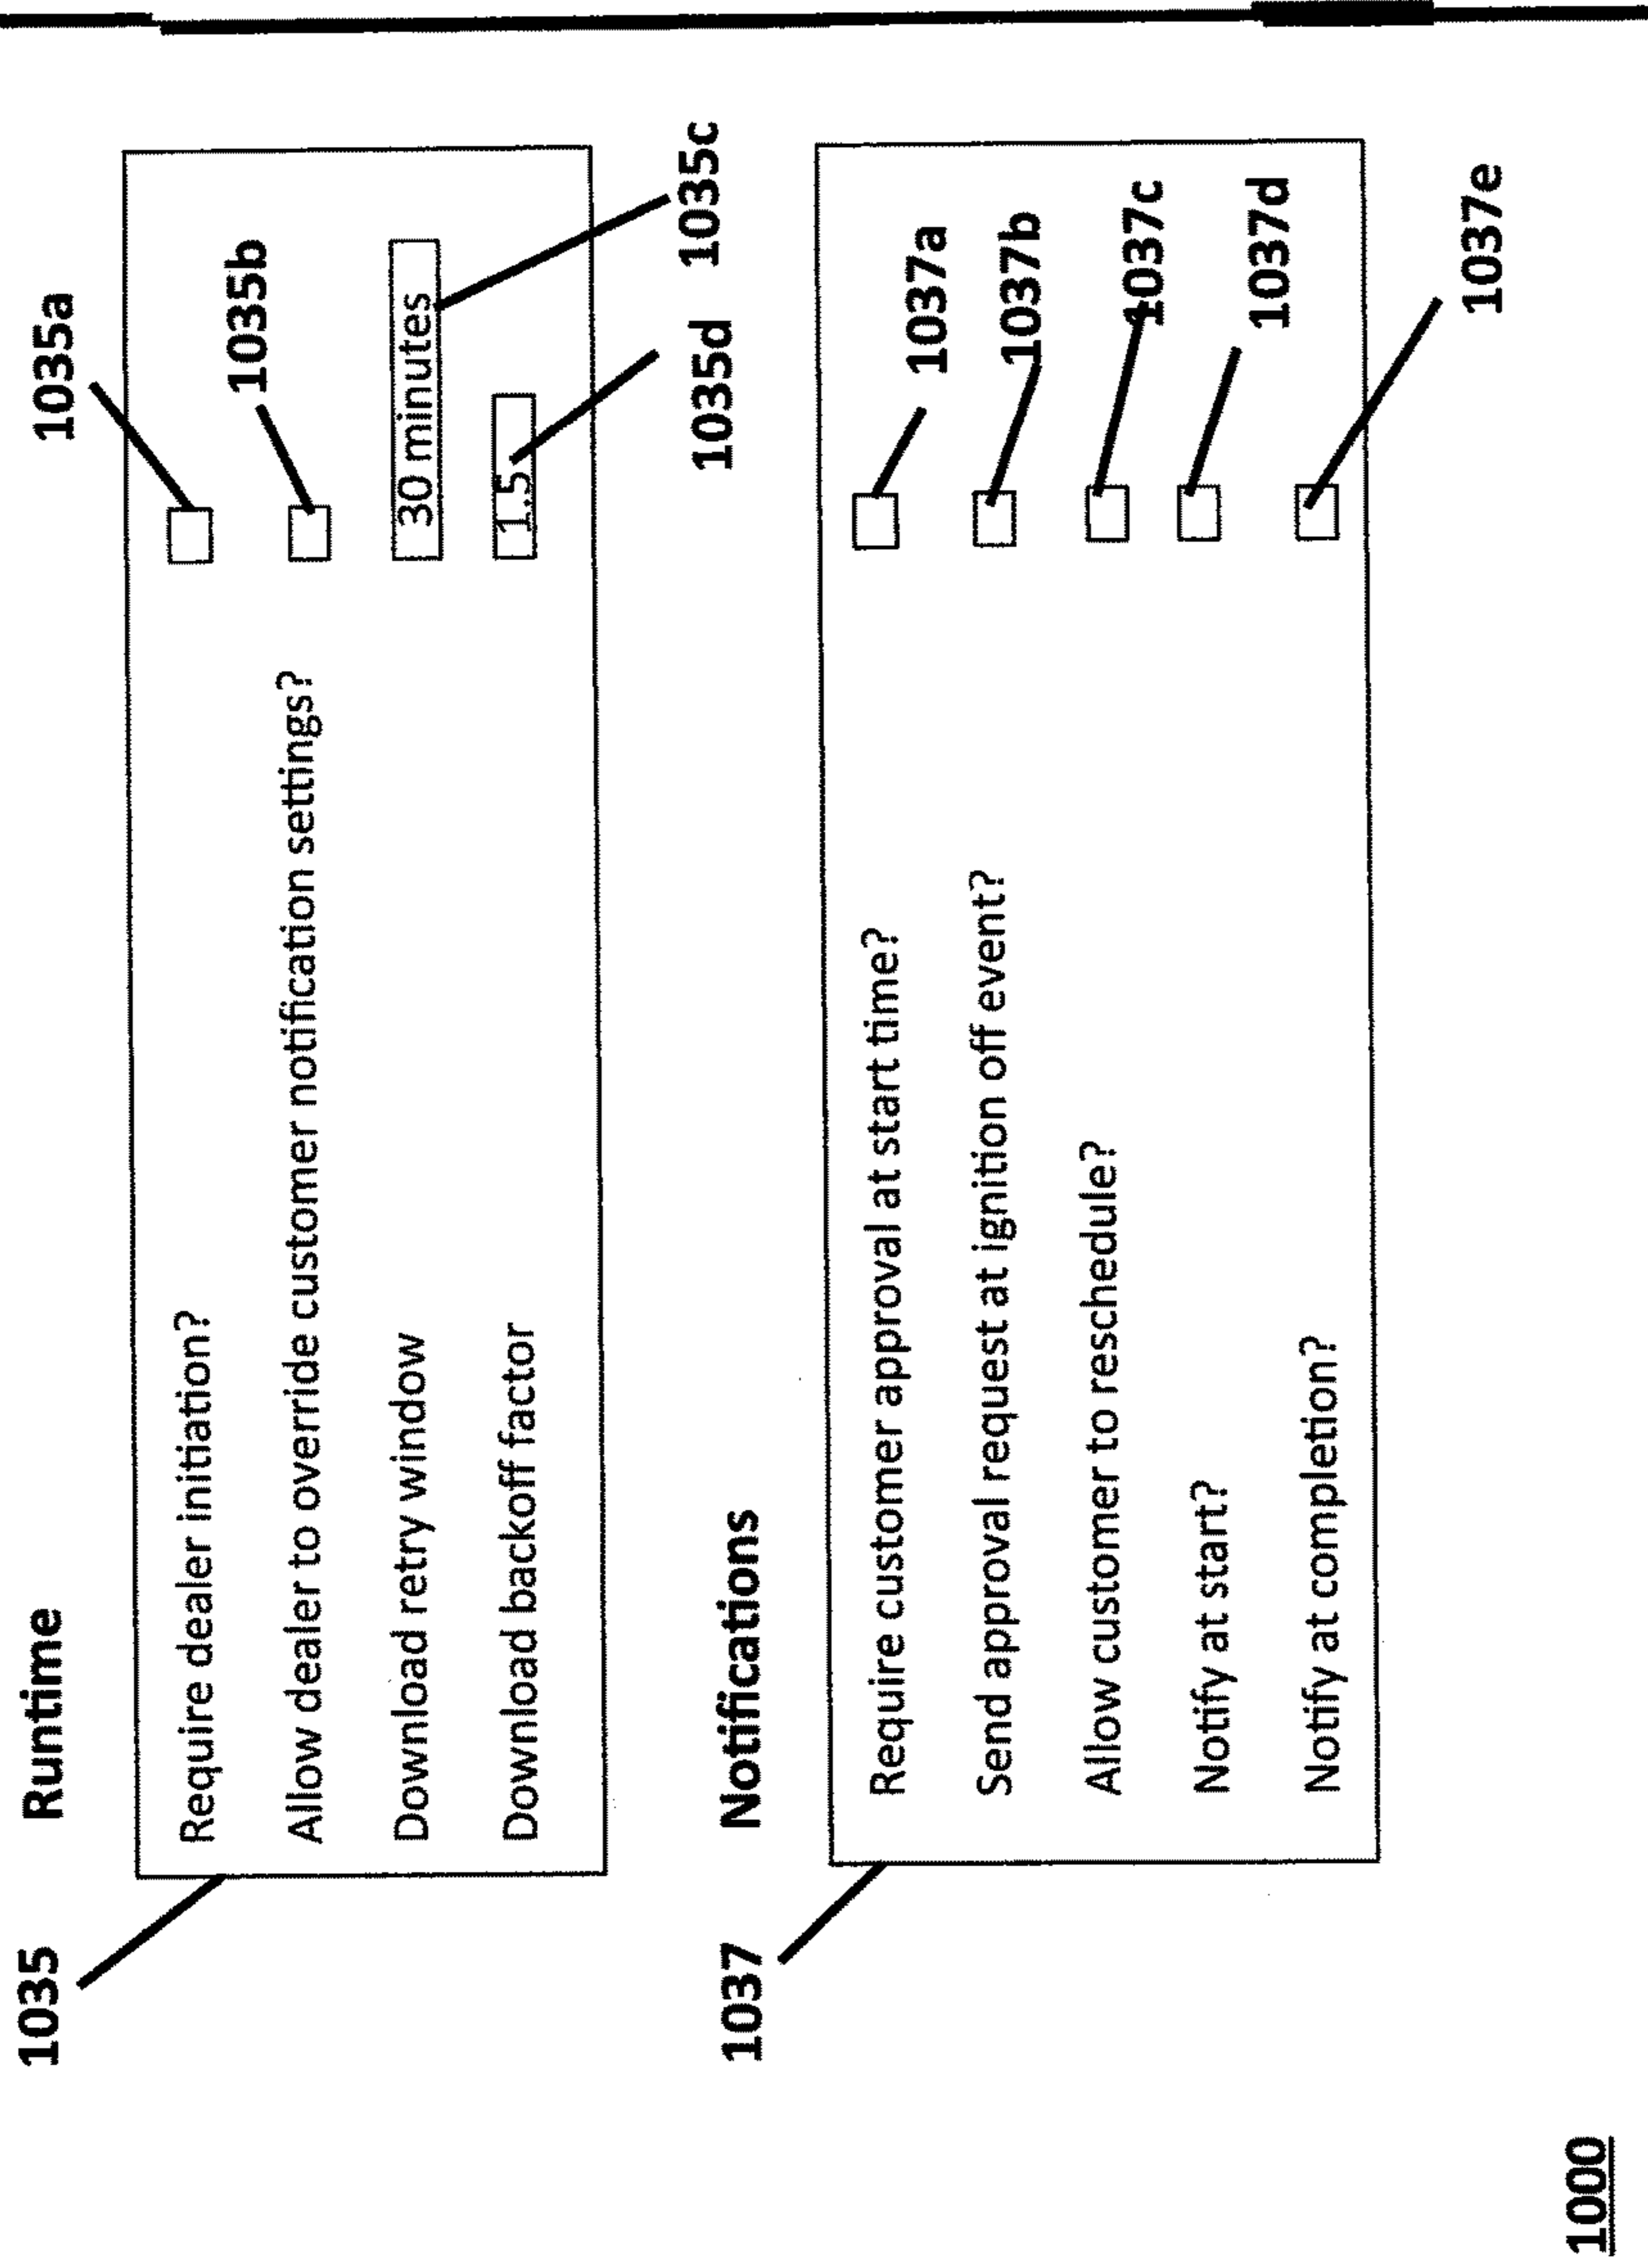 1035 Runtime
1035a
Require dealer initiation?
1035b
Allow dealer to override customer notification settings?
Download retry window 30 minutes
1035c
Download backoff factor 1.5
1035d
1037 Notifications
Require customer approval at start time?
1037a
Send approval request at ignition off event?
1037b
Allow customer to reschedule?
1037c
Notify at start?
1037d
Notify at completion?
1037e
1000